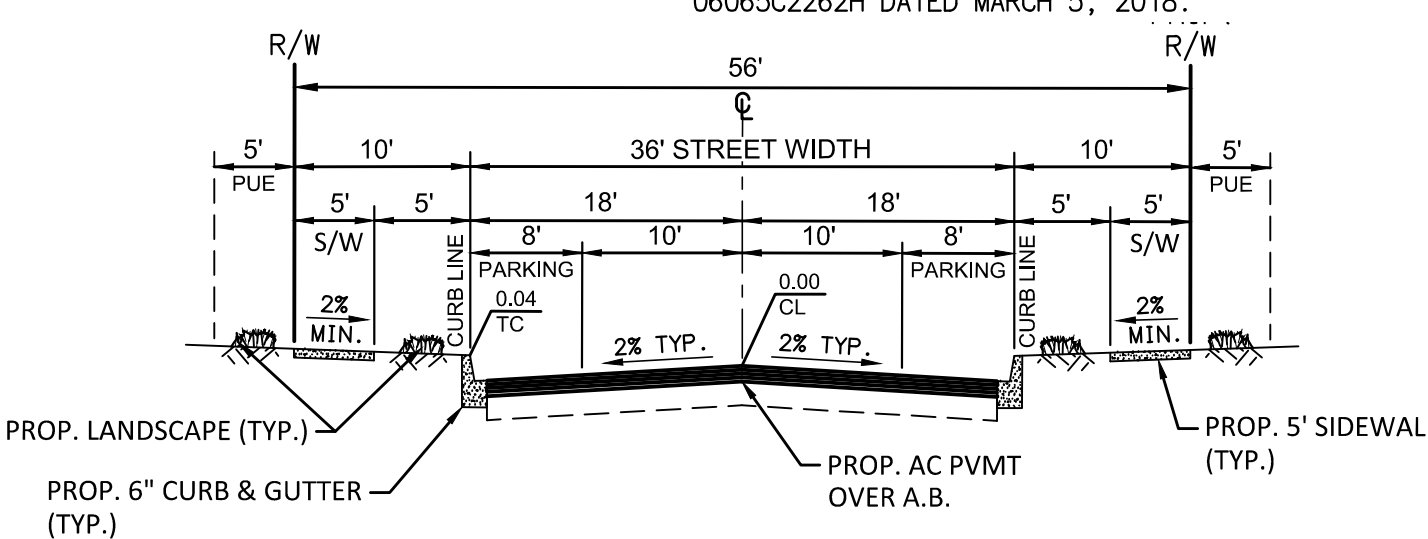 06065C2262H DATED MARCH 5, 2018.
R/W
R/W
56'
℄
5'
10'
36' STREET WIDTH
10'
5'
PUE
PUE
5'
5'
18'
18'
5'
5'
S/W
S/W
8'
10'
10'
8'
PARKING
PARKING
CURB LINE
CURB LINE
0.04
TC
0.00
CL
2%
MIN.
2% TYP.
2% TYP.
2%
MIN.
PROP. LANDSCAPE (TYP.)
PROP. 6" CURB & GUTTER
(TYP.)
PROP. AC PVMT
OVER A.B.
PROP. 5' SIDEWAL
(TYP.)